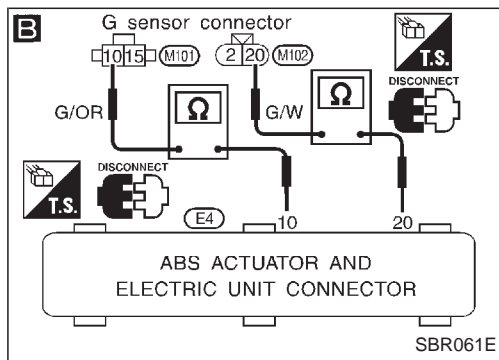 B
G sensor connector
10 15 M101
2 20 M102
T.S.
DISCONNECT
Ω
Ω
G/OR
G/W
DISCONNECT
T.S.
E4
10
20
ABS ACTUATOR AND
ELECTRIC UNIT CONNECTOR
SBR061E